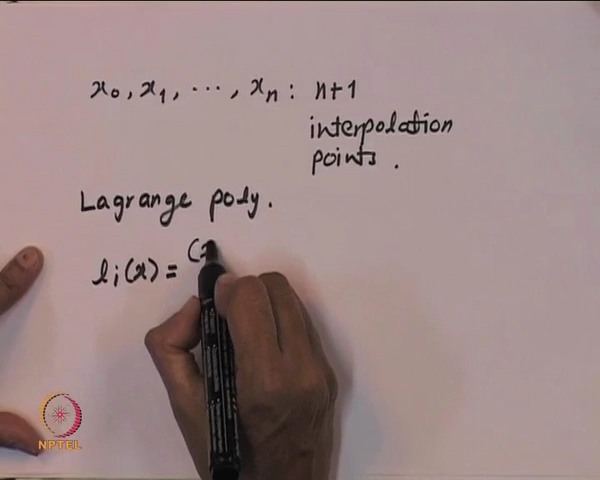 x₀, x₁, ⋯, xₙ : n+1
interpolation
points.
Lagrange poly.
lᵢ(x) = (x
NPTEL